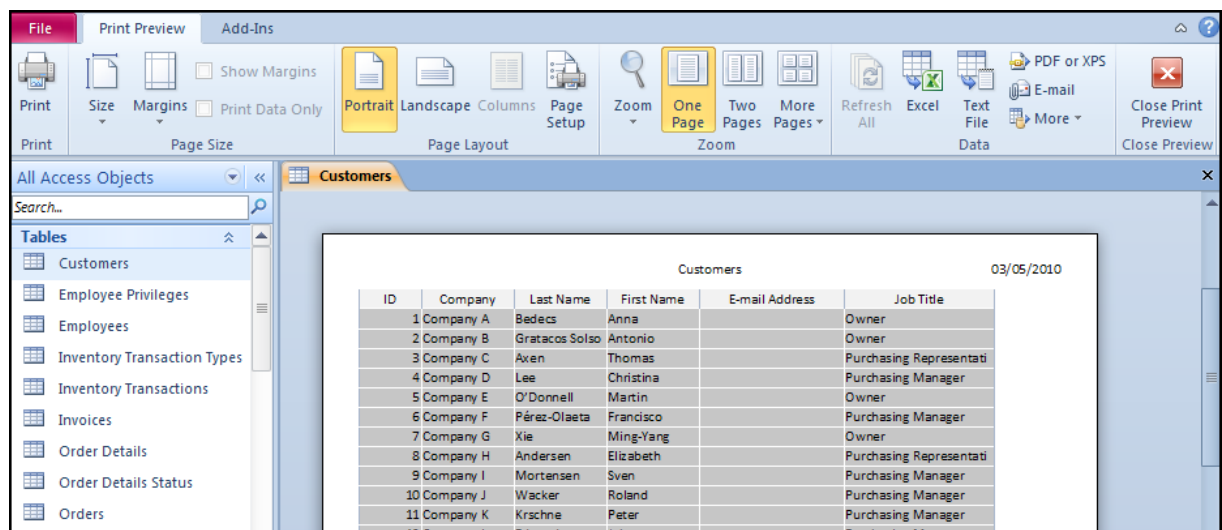 File Print Preview Add-Ins
Print
Size
Margins
Show Margins
Print Data Only
Portrait
Landscape
Columns
Page Setup
Zoom
One Page
Two Pages
More Pages
Refresh All
Excel
Text File
PDF or XPS
E-mail
More
Close Print Preview
Print Page Size Page Layout Zoom Data Close Preview
All Access Objects
Search...
Tables
Customers
Employee Privileges
Employees
Inventory Transaction Types
Inventory Transactions
Invoices
Order Details
Order Details Status
Orders
Customers
Customers 03/05/2010
ID Company Last Name First Name E-mail Address Job Title
1 Company A Bedecs Anna Owner
2 Company B Gratacos Solso Antonio Owner
3 Company C Axen Thomas Purchasing Representati
4 Company D Lee Christina Purchasing Manager
5 Company E O'Donnell Martin Owner
6 Company F Pérez-Olaeta Francisco Purchasing Manager
7 Company G Xie Ming-Yang Owner
8 Company H Andersen Elizabeth Purchasing Representati
9 Company I Mortensen Sven Purchasing Manager
10 Company J Wacker Roland Purchasing Manager
11 Company K Krschne Peter Purchasing Manager